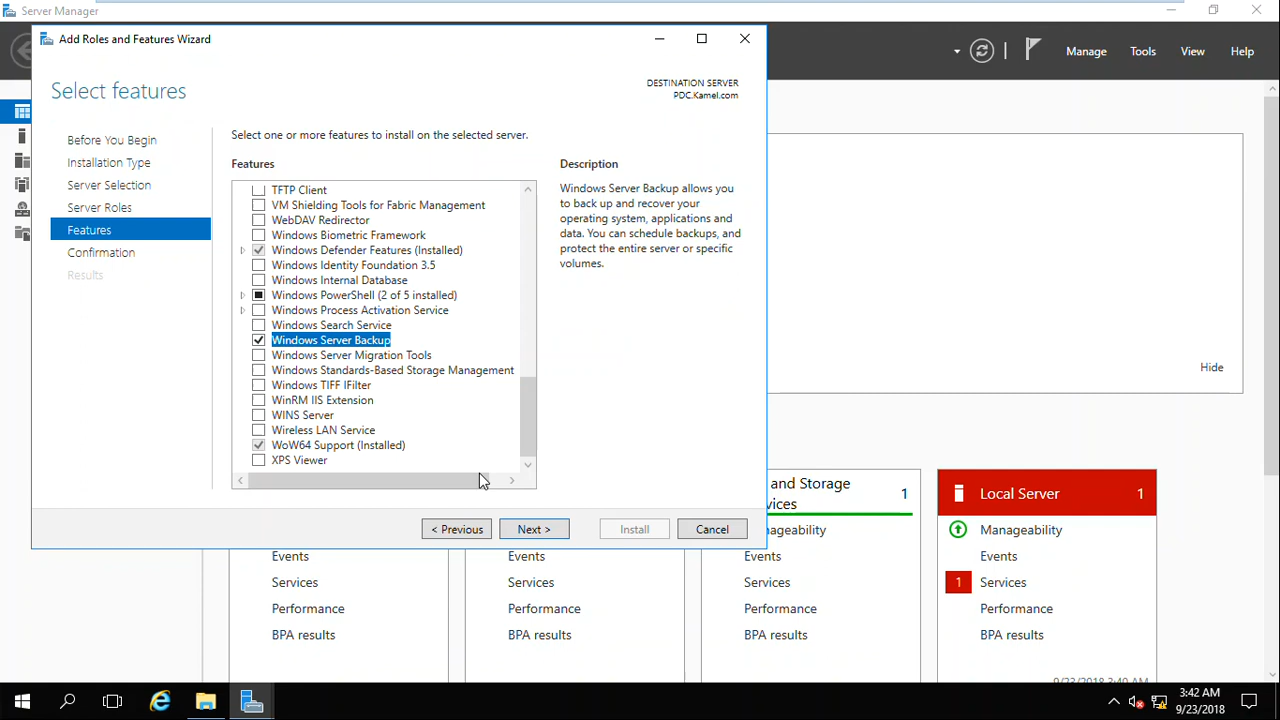 Server Manager
Add Roles and Features Wizard
Manage
Tools
View
Help
Select features
DESTINATION SERVER
PDC.Kamel.com
Before You Begin
Installation Type
Server Selection
Server Roles
Features
Confirmation
Results
Select one or more features to install on the selected server.
Features
TFTP Client
VM Shielding Tools for Fabric Management
WebDAV Redirector
Windows Biometric Framework
Windows Defender Features (Installed)
Windows Identity Foundation 3.5
Windows Internal Database
Windows PowerShell (2 of 5 installed)
Windows Process Activation Service
Windows Search Service
Windows Server Backup
Windows Server Migration Tools
Windows Standards-Based Storage Management
Windows TIFF IFilter
WinRM IIS Extension
WINS Server
Wireless LAN Service
WoW64 Support (Installed)
XPS Viewer
Description
Windows Server Backup allows you
to back up and recover your
operating system, applications and
data. You can schedule backups, and
protect the entire server or specific
volumes.
< Previous
Next >
Install
Cancel
Hide
and Storage
vices
1
anageability
Events
Services
Performance
BPA results
Events
Services
Performance
BPA results
Events
Services
Performance
BPA results
Local Server
1
Manageability
Events
1
Services
Performance
BPA results
9/23/2018 3:40 AM
3:42 AM
9/23/2018